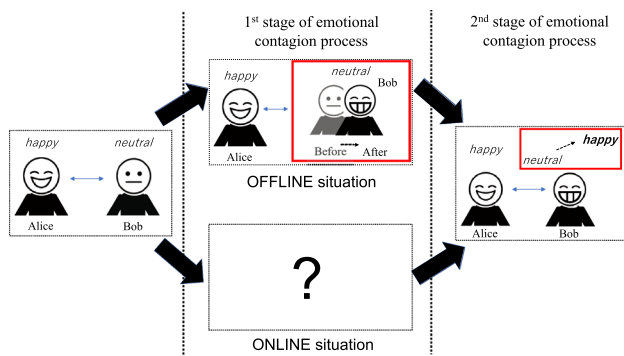 1st stage of emotional
contagion process
2nd stage of emotional
contagion process
happy
neutral
Alice
Bob
happy
neutral
Bob
Before
After
Alice
OFFLINE situation
?
ONLINE situation
happy
neutral
happy
Alice
Bob